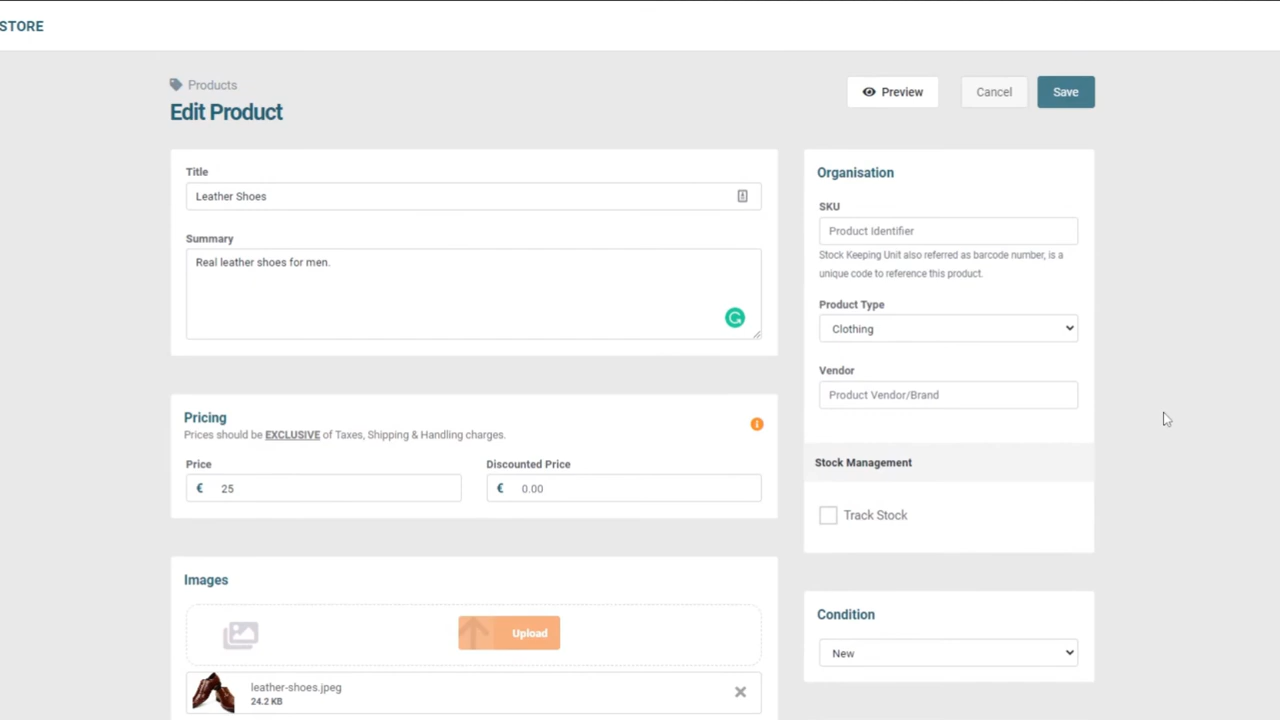 STORE
Products
Edit Product
Preview
Cancel
Save
Title
Leather Shoes
Summary
Real leather shoes for men.
Pricing
Prices should be EXCLUSIVE of Taxes, Shipping & Handling charges.
Price
Discounted Price
€ 25
€ 0.00
Images
Upload
leather-shoes.jpeg
24.2 KB
Organisation
SKU
Product Identifier
Stock Keeping Unit also referred as barcode number, is a
unique code to reference this product.
Product Type
Clothing
Vendor
Product Vendor/Brand
Stock Management
Track Stock
Condition
New